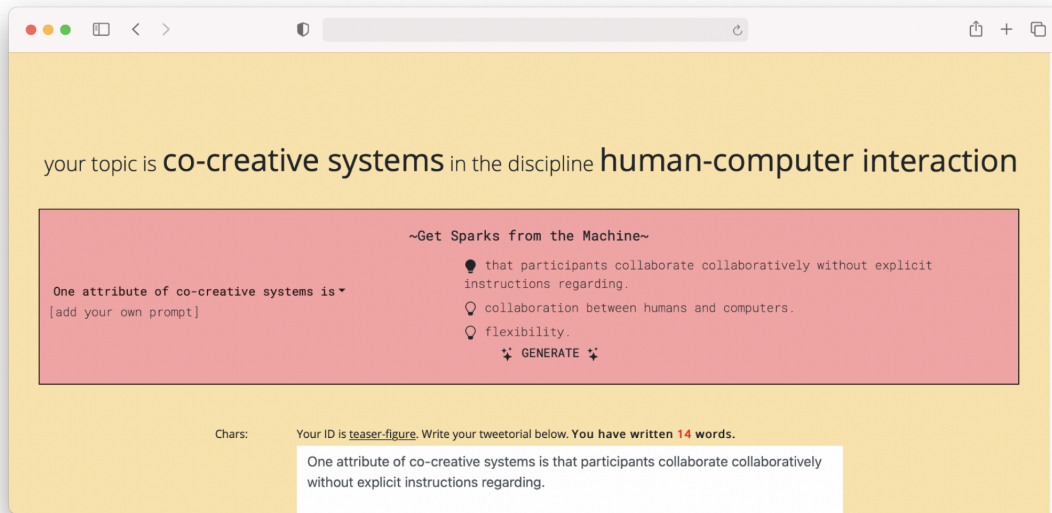 your topic is co-creative systems in the discipline human-computer interaction
~Get Sparks from the Machine~
One attribute of co-creative systems is
[add your own prompt]
that participants collaborate collaboratively without explicit
instructions regarding.
collaboration between humans and computers.
flexibility.
GENERATE
Chars:
Your ID is teaser-figure. Write your tweetorial below. You have written 14 words.
One attribute of co-creative systems is that participants collaborate collaboratively
without explicit instructions regarding.